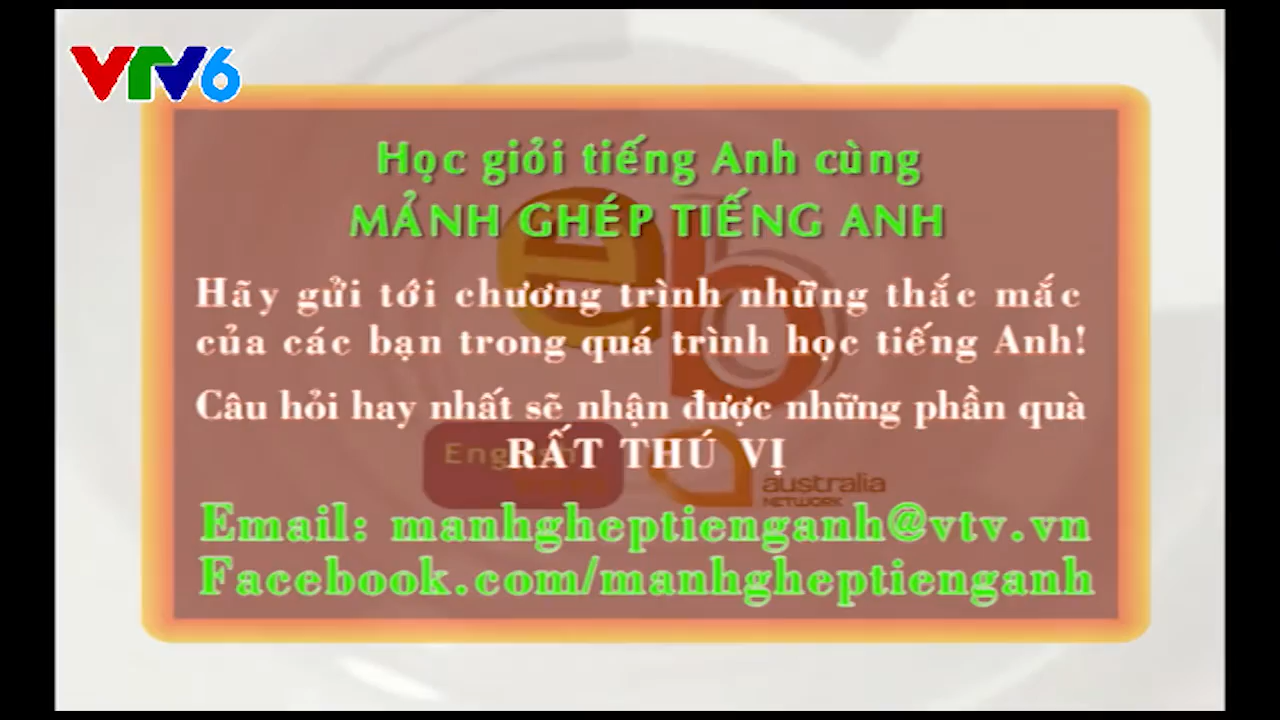 VTV6
Học giỏi tiếng Anh cùng
MẢNH GHÉP TIẾNG ANH
Hãy gửi tới chương trình những thắc mắc
của các bạn trong quá trình học tiếng Anh!
Câu hỏi hay nhất sẽ nhận được những phần quà
RẤT THÚ VỊ
English
australia
NETWORK
Email: manhgheptienganh@vtv.vn
Facebook.com/manhgheptienganh